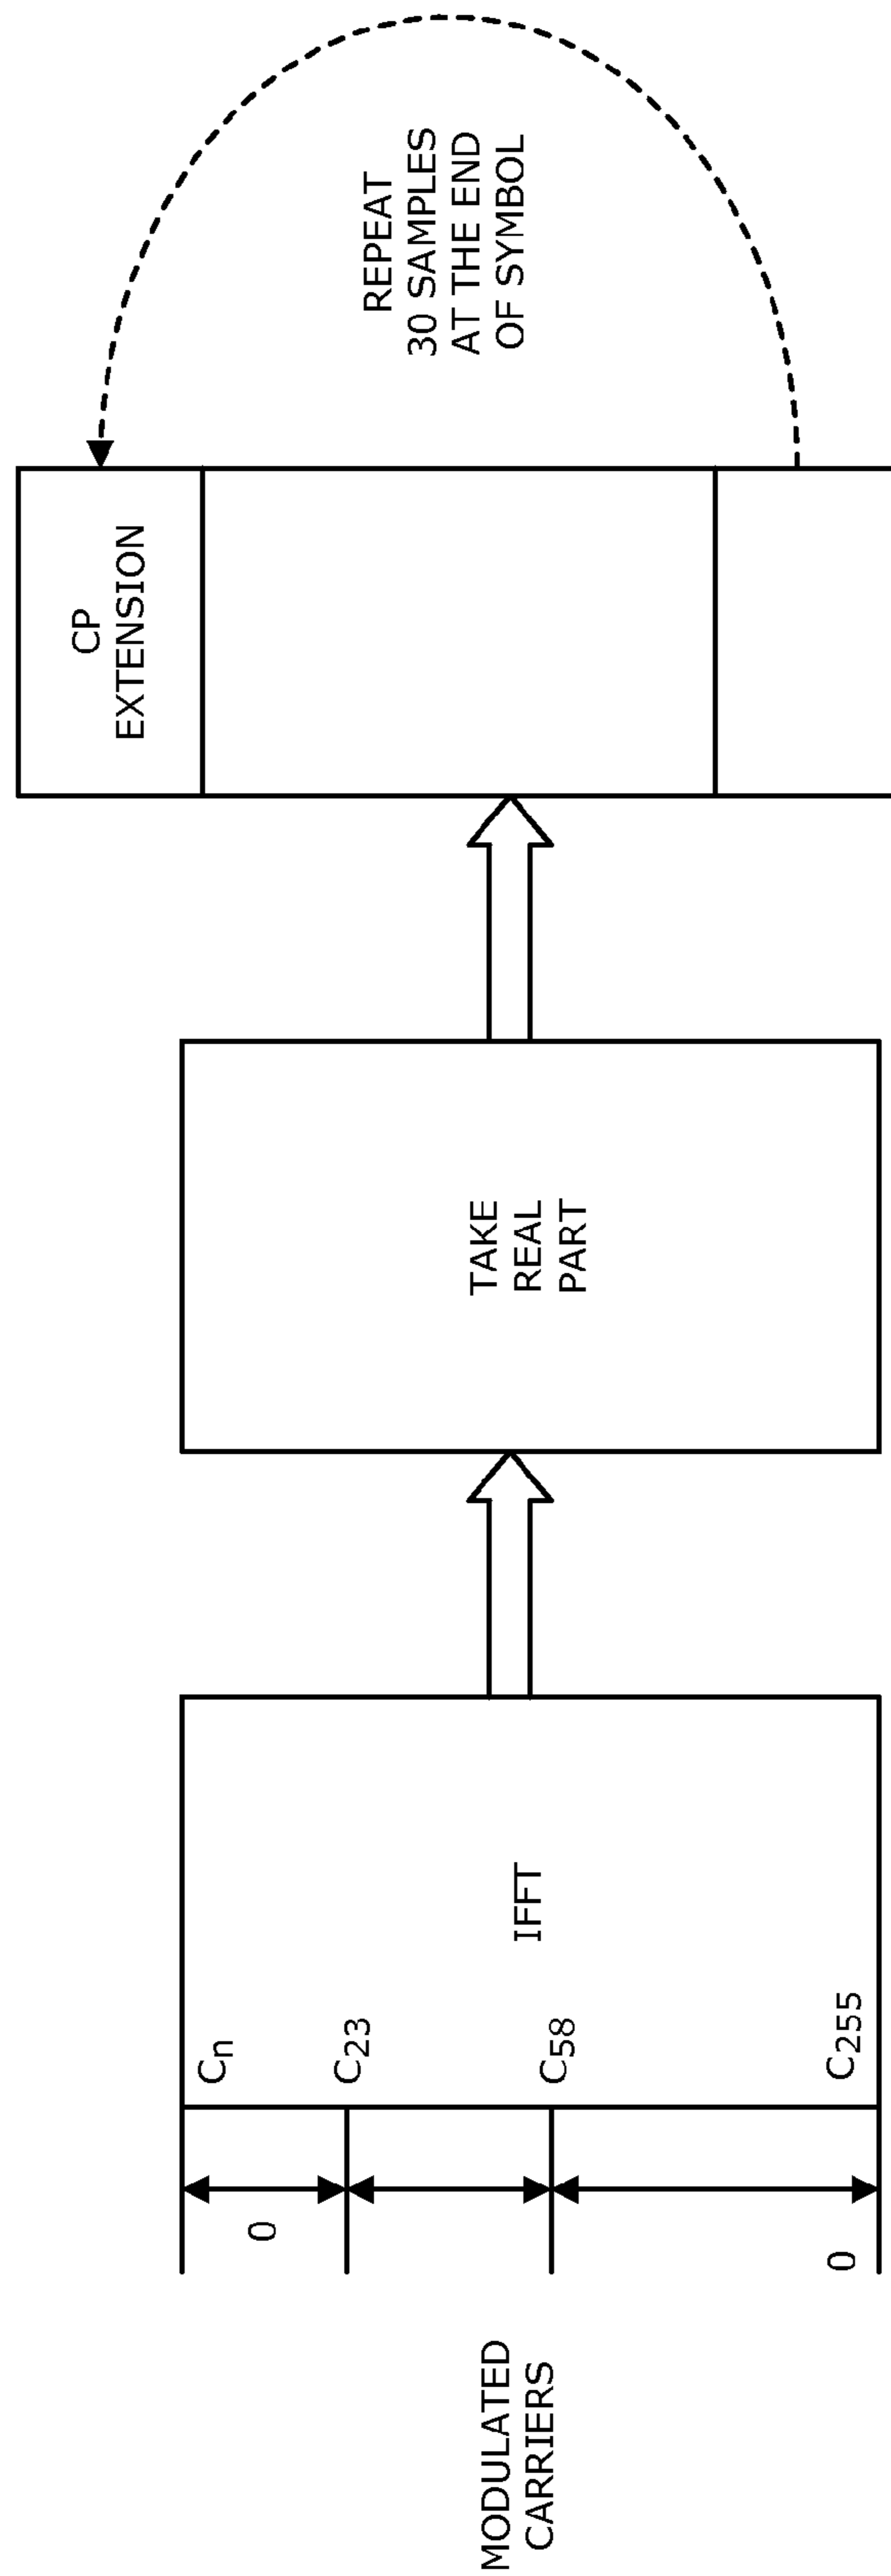 MODULATED
CARRIERS
0
0
Cn
C23
C58
C255
IFFT
TAKE
REAL
PART
CP
EXTENSION
REPEAT
30 SAMPLES
AT THE END
OF SYMBOL